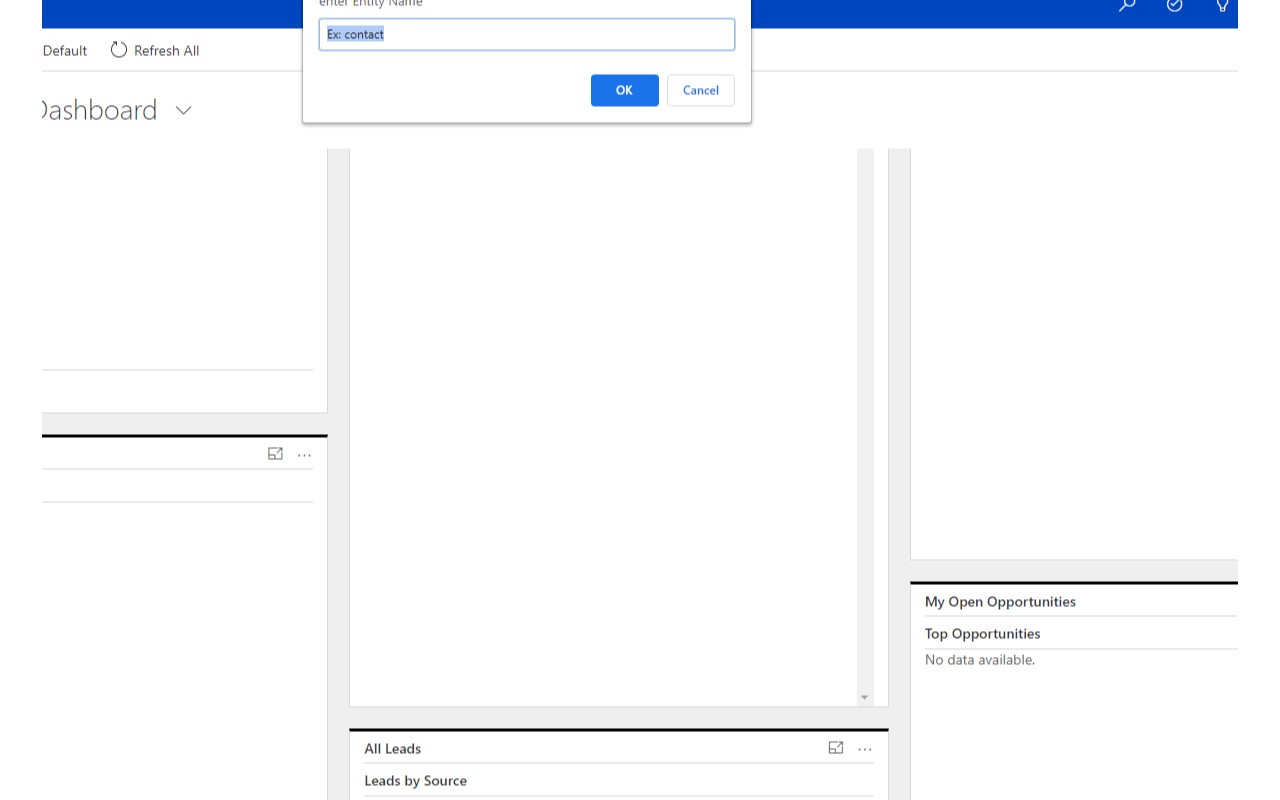 enter Entity Name
Ex: contact
OK
Cancel
Default
Refresh All
Dashboard
My Open Opportunities
Top Opportunities
No data available.
All Leads
Leads by Source